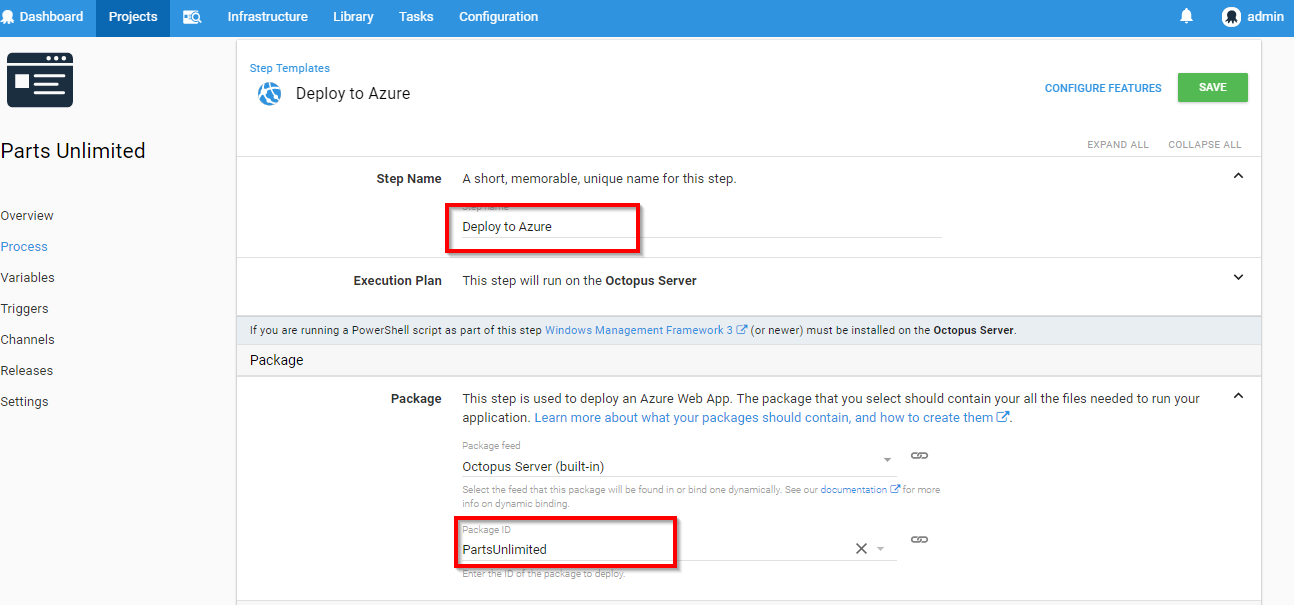 Dashboard Projects Infrastructure Library Tasks Configuration admin
Step Templates
Deploy to Azure
CONFIGURE FEATURES SAVE
EXPAND ALL COLLAPSE ALL
Parts Unlimited
Overview
Process
Variables
Triggers
Channels
Releases
Settings
Step Name A short, memorable, unique name for this step.
Step name
Deploy to Azure
Execution Plan This step will run on the Octopus Server
If you are running a PowerShell script as part of this step Windows Management Framework 3 (or newer) must be installed on the Octopus Server.
Package
Package This step is used to deploy an Azure Web App. The package that you select should contain your all the files needed to run your
application. Learn more about what your packages should contain, and how to create them.
Package feed
Octopus Server (built-in)
Select the feed that this package will be found in or bind one dynamically. See our documentation for more
info on dynamic binding.
Package ID
PartsUnlimited
Enter the ID of the package to deploy.